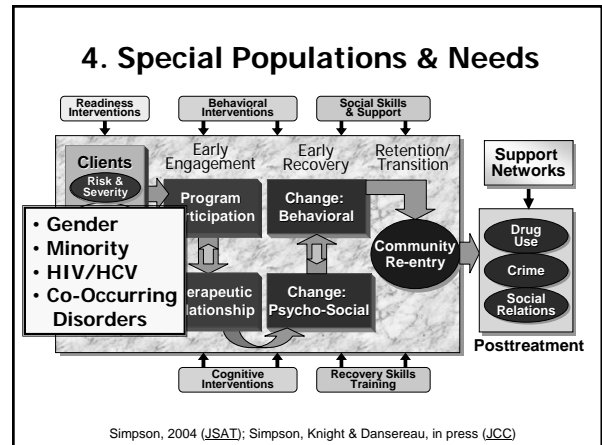 4. Special Populations & Needs
Readiness
Interventions
Behavioral
Interventions
Social Skills
& Support
Clients
Risk &
Severity
Early
Engagement
Early
Recovery
Retention/
Transition
Support
Networks
Program
rticipation
Change:
Behavioral
Community
Re-entry
• Gender
• Minority
• HIV/HCV
• Co-Occurring
Disorders
erapeutic
lationship
Change:
Psycho-Social
Drug
Use
Crime
Social
Relations
Posttreatment
Cognitive
Interventions
Recovery Skills
Training
Simpson, 2004 (JSAT); Simpson, Knight & Dansereau, in press (JCC)